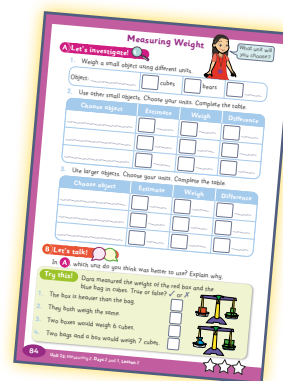 Measuring Weight
What unit will
you choose?
A Let's investigate!
1. Weigh a small object using different units.
Object: cubes bears
2. Use other small objects. Choose your units. Complete the table.
Choose object Estimate Weigh Difference
3. Use larger objects. Choose your units. Complete the table.
Choose object Estimate Weigh Difference
B Let's talk!
In A which unit do you think was better to use? Explain why.
Try this! Dara measured the weight of the red box and the
blue bag in cubes. True or false? ✓ or ✗
1. The box is heavier than the bag.
2. They both weigh the same.
3. Two boxes would weigh 6 cubes.
4. Two bags and a box would weigh 7 cubes.
84